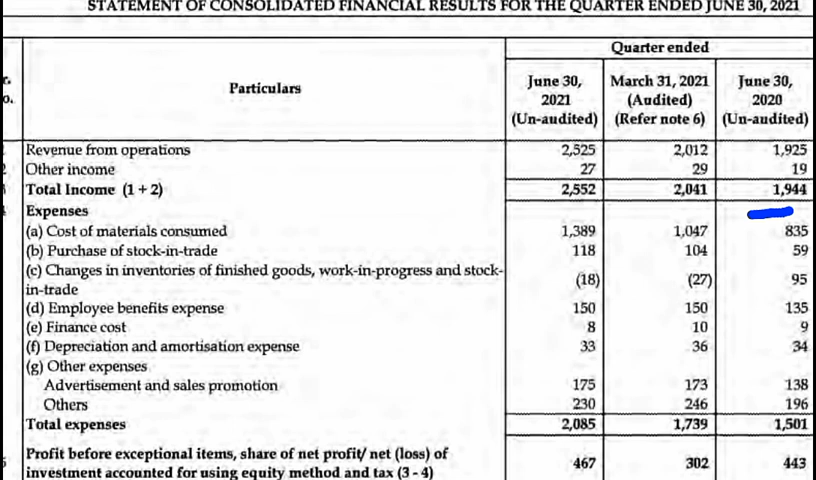 STATEMENT OF CONSOLIDATED FINANCIAL RESULTS FOR THE QUARTER ENDED JUNE 30, 2021
Quarter ended
r. Particulars June 30, March 31, 2021 June 30,
o. 2021 (Audited) 2020
(Un-audited) (Refer note 6) (Un-audited)
Revenue from operations 2,525 2,012 1,925
Other income 27 29 19
Total Income (1 + 2) 2,552 2,041 1,944
Expenses
(a) Cost of materials consumed 1,389 1,047 835
(b) Purchase of stock-in-trade 118 104 59
(c) Changes in inventories of finished goods, work-in-progress and stock-
in-trade (18) (27) 95
(d) Employee benefits expense 150 150 135
(e) Finance cost 8 10 9
(f) Depreciation and amortisation expense 33 36 34
(g) Other expenses
Advertisement and sales promotion 175 173 138
Others 230 246 196
Total expenses 2,085 1,739 1,501
Profit before exceptional items, share of net profit/ net (loss) of
investment accounted for using equity method and tax (3 - 4) 467 302 443